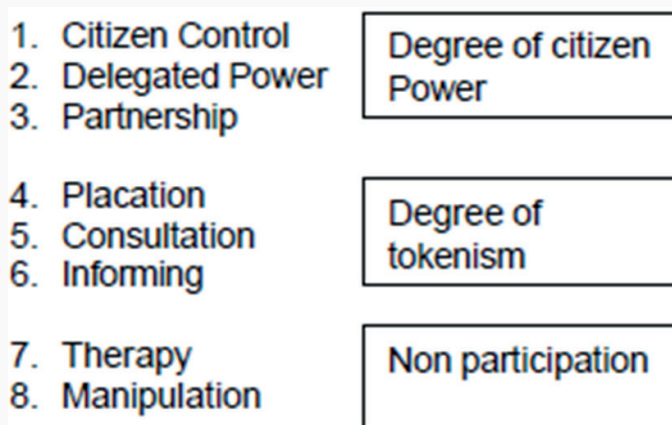 1. Citizen Control
2. Delegated Power
3. Partnership
Degree of citizen
Power
4. Placation
5. Consultation
6. Informing
Degree of
tokenism
7. Therapy
8. Manipulation
Non participation